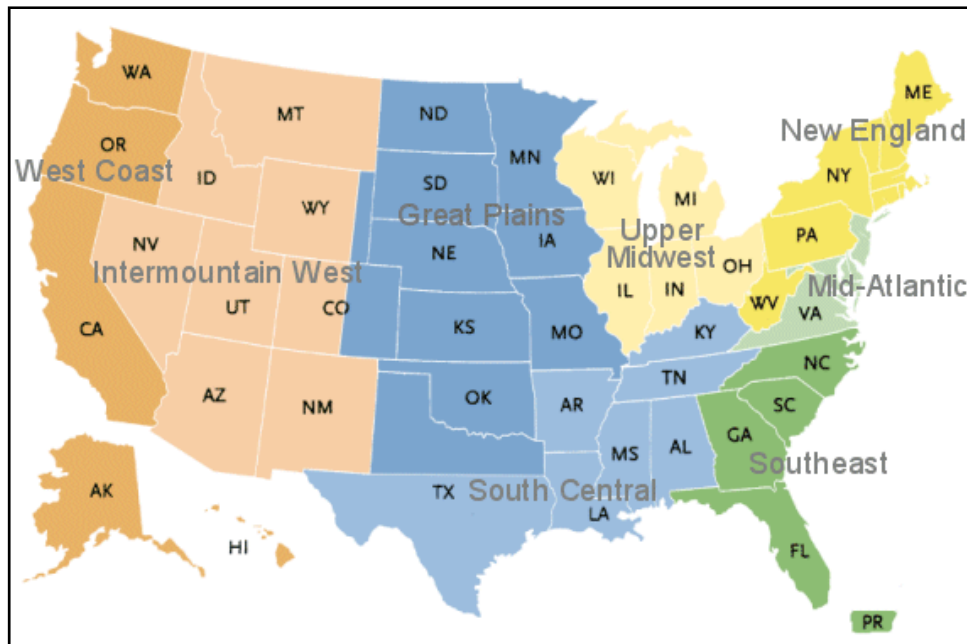 WA
ME
MT
ND
OR
MN
New England
West Coast
ID
SD
WI
MI
NY
WY
Great Plains
Upper
Midwest
PA
NV
IA
NE
OH
Intermountain West
Mid-Atlantic
UT
CO
IL
IN
WV
VA
CA
KS
MO
KY
NC
TN
AZ
NM
OK
AR
SC
GA
MS
AL
Southeast
AK
TX
South Central
LA
HI
FL
PR